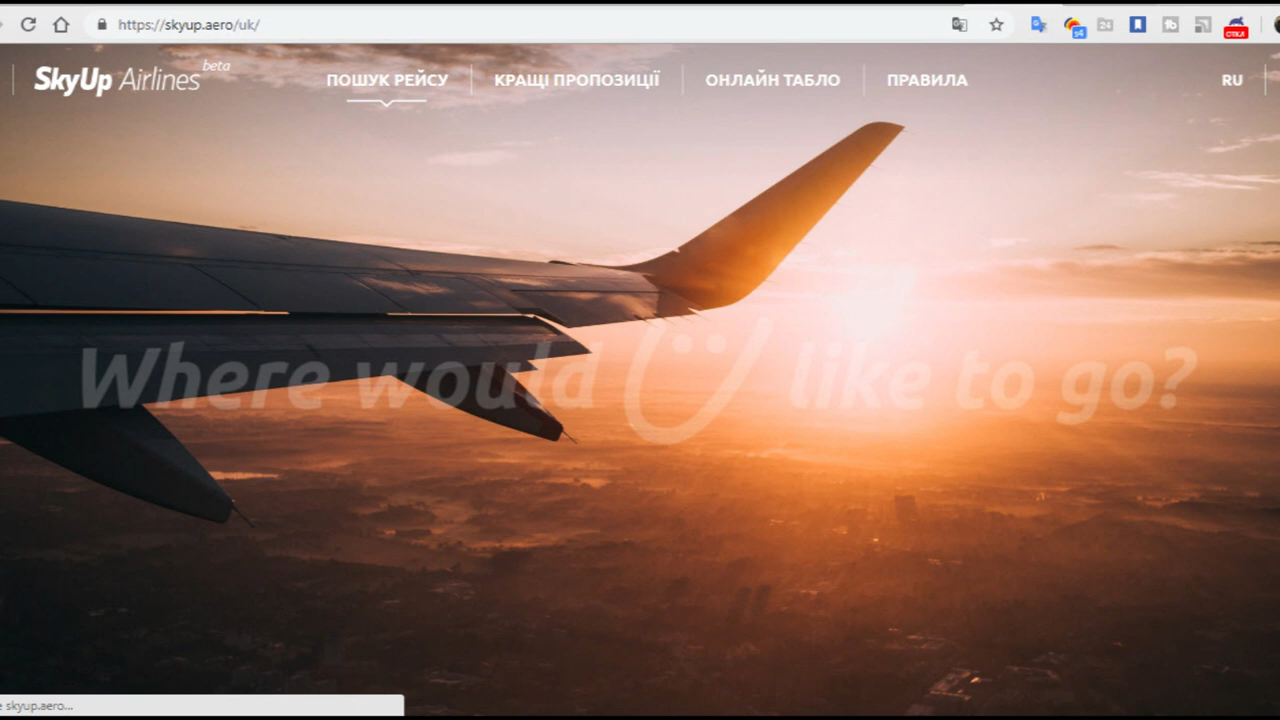 https://skyup.aero/uk/
SkyUp Airlines beta
ПОШУК РЕЙСУ
КРАЩІ ПРОПОЗИЦІЇ
ОНЛАЙН ТАБЛО
ПРАВИЛА
RU
Where would U like to go?
skyup.aero...